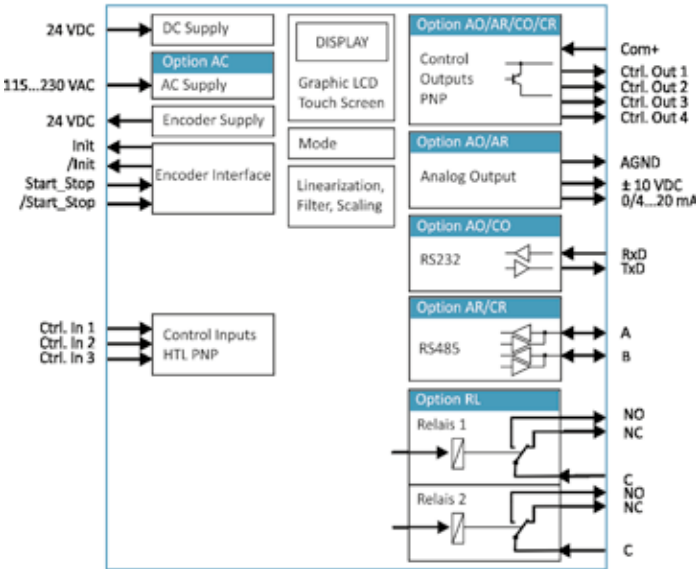 24 VDC
DC Supply
Option AC
115...230 VAC
AC Supply
24 VDC
Encoder Supply
Init
/Init
Start_Stop
/Start_Stop
Encoder Interface
Ctrl. In 1
Ctrl. In 2
Ctrl. In 3
Control Inputs
HTL PNP
DISPLAY
Graphic LCD
Touch Screen
Mode
Linearization,
Filter, Scaling
Option AO/AR/CO/CR
Control
Outputs
PNP
Com+
Ctrl. Out 1
Ctrl. Out 2
Ctrl. Out 3
Ctrl. Out 4
Option AO/AR
Analog Output
AGND
± 10 VDC
0/4...20 mA
Option AO/CO
RS232
RxD
TxD
Option AR/CR
RS485
A
B
Option RL
Relais 1
NO
NC
C
Relais 2
NO
NC
C